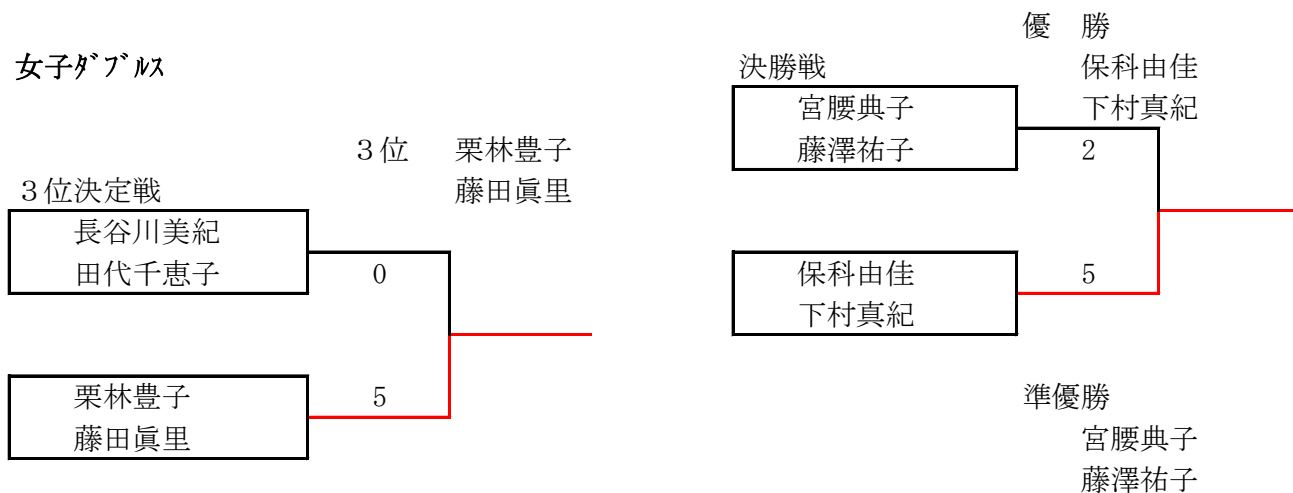 女子ﾀﾞﾌﾞﾙｽ
３位　栗林豊子
藤田眞里
３位決定戦
長谷川美紀
田代千恵子
0
栗林豊子
藤田眞里
5
優　勝
保科由佳
下村真紀
決勝戦
宮腰典子
藤澤祐子
2
保科由佳
下村真紀
5
準優勝
宮腰典子
藤澤祐子